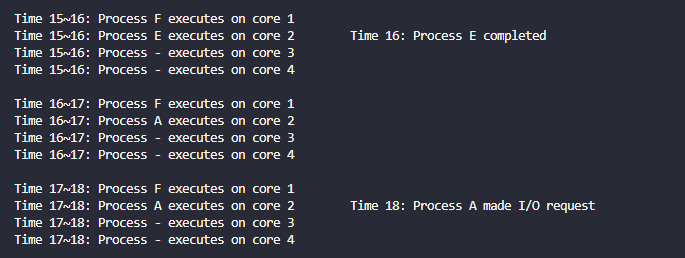 Time 15~16: Process F executes on core 1
Time 15~16: Process E executes on core 2 Time 16: Process E completed
Time 15~16: Process - executes on core 3
Time 15~16: Process - executes on core 4
Time 16~17: Process F executes on core 1
Time 16~17: Process A executes on core 2
Time 16~17: Process - executes on core 3
Time 16~17: Process - executes on core 4
Time 17~18: Process F executes on core 1
Time 17~18: Process A executes on core 2 Time 18: Process A made I/O request
Time 17~18: Process - executes on core 3
Time 17~18: Process - executes on core 4